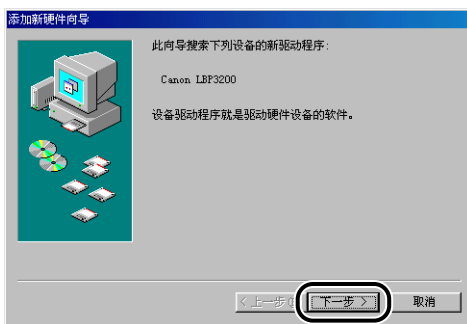 添加新硬件向导
此向导搜索下列设备的新驱动程序:
Canon LBP3200
设备驱动程序就是驱动硬件设备的软件。
< 上一步
下一步 >
取消